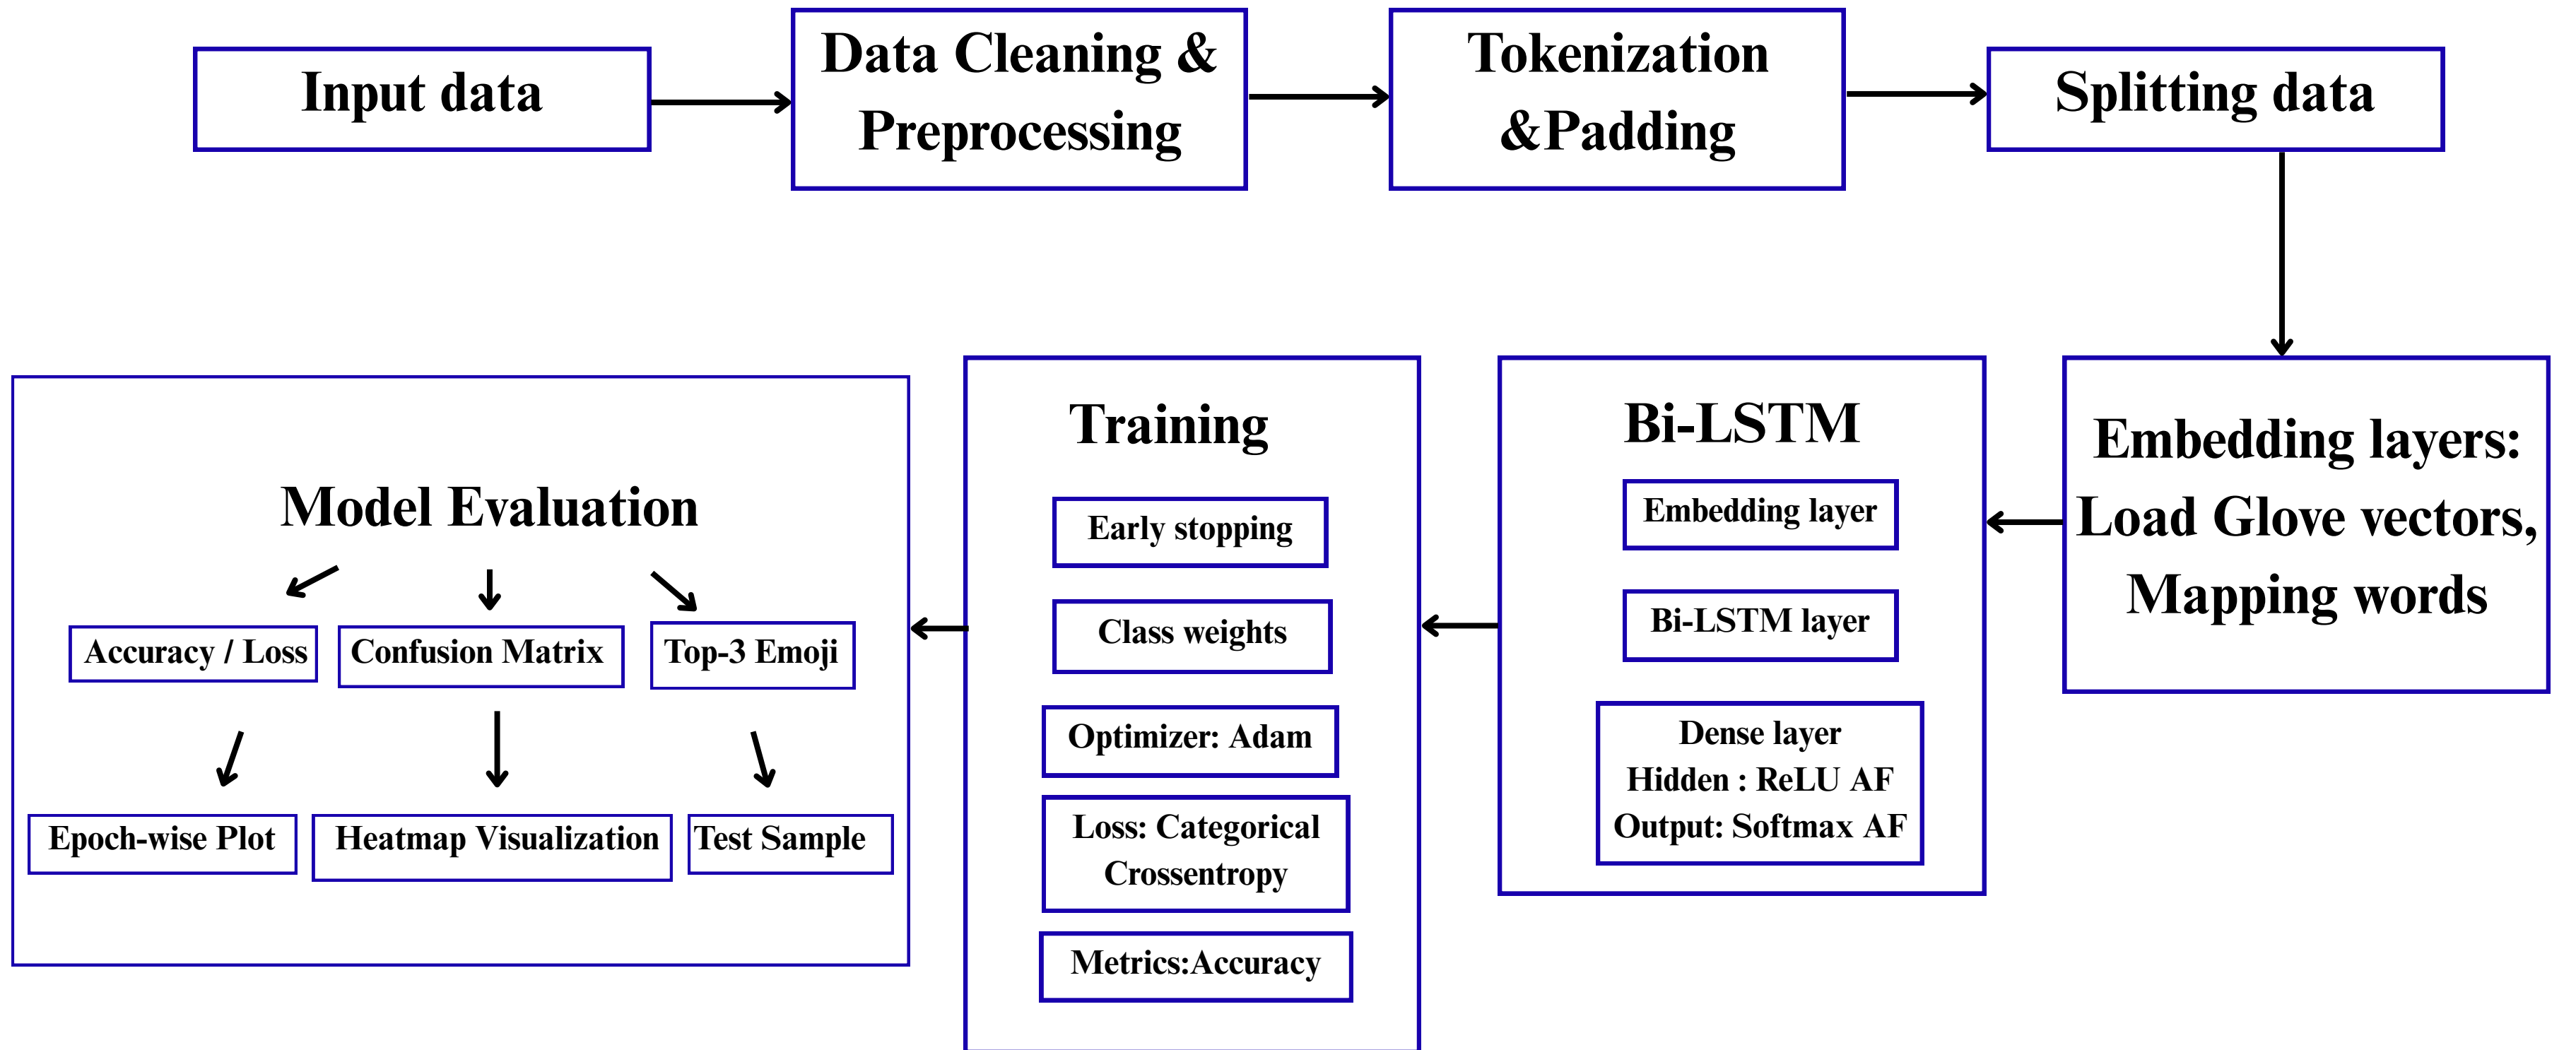 Input data
Data Cleaning &
Preprocessing
Tokenization
&Padding
Splitting data
Embedding layers:
Load Glove vectors,
Mapping words
Bi-LSTM
Embedding layer
Bi-LSTM layer
Dense layer
Hidden : ReLU AF
Output: Softmax AF
Training
Early stopping
Class weights
Optimizer: Adam
Loss: Categorical
Crossentropy
Metrics:Accuracy
Model Evaluation
Accuracy / Loss
Confusion Matrix
Top-3 Emoji
Epoch-wise Plot
Heatmap Visualization
Test Sample